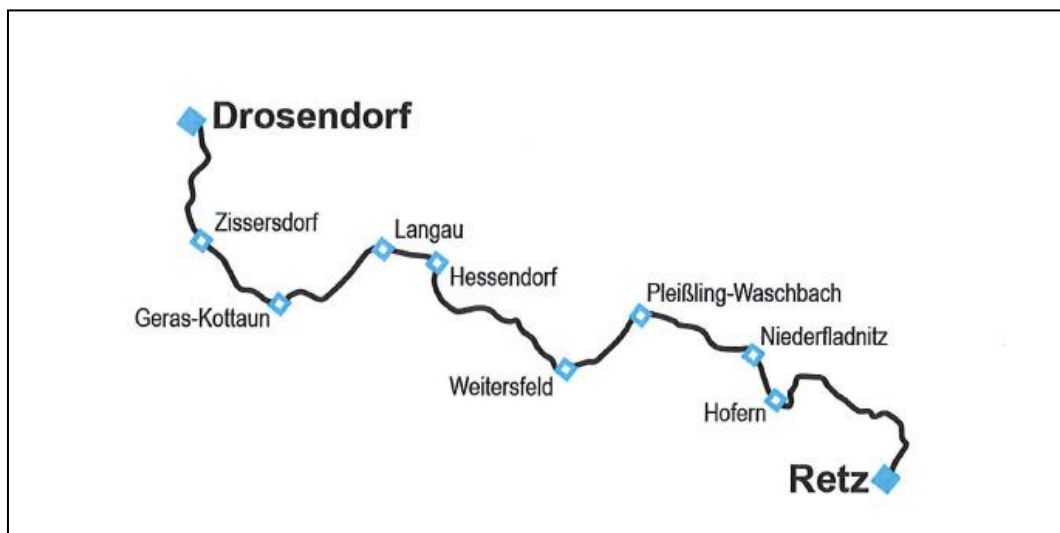 Drosendorf
Zissersdorf
Langau
Hessendorf
Geras-Kottaun
Pleißling-Waschbach
Niederfladnitz
Weitersfeld
Hofern
Retz